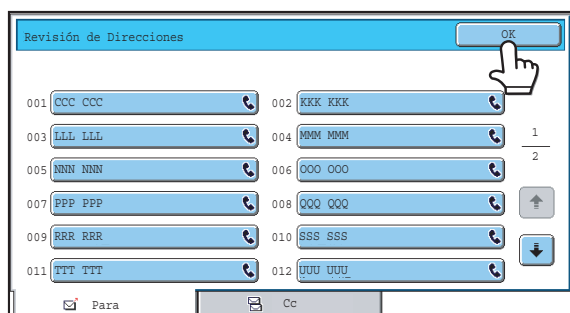 Revisión de Direcciones OK
001 CCC CCC 002 KKK KKK
003 LLL LLL 004 MMM MMM
1
005 NNN NNN 006 OOO OOO
2
007 PPP PPP 008 QQQ QQQ
009 RRR RRR 010 SSS SSS
011 TTT TTT 012 UUU UUU
Para Cc